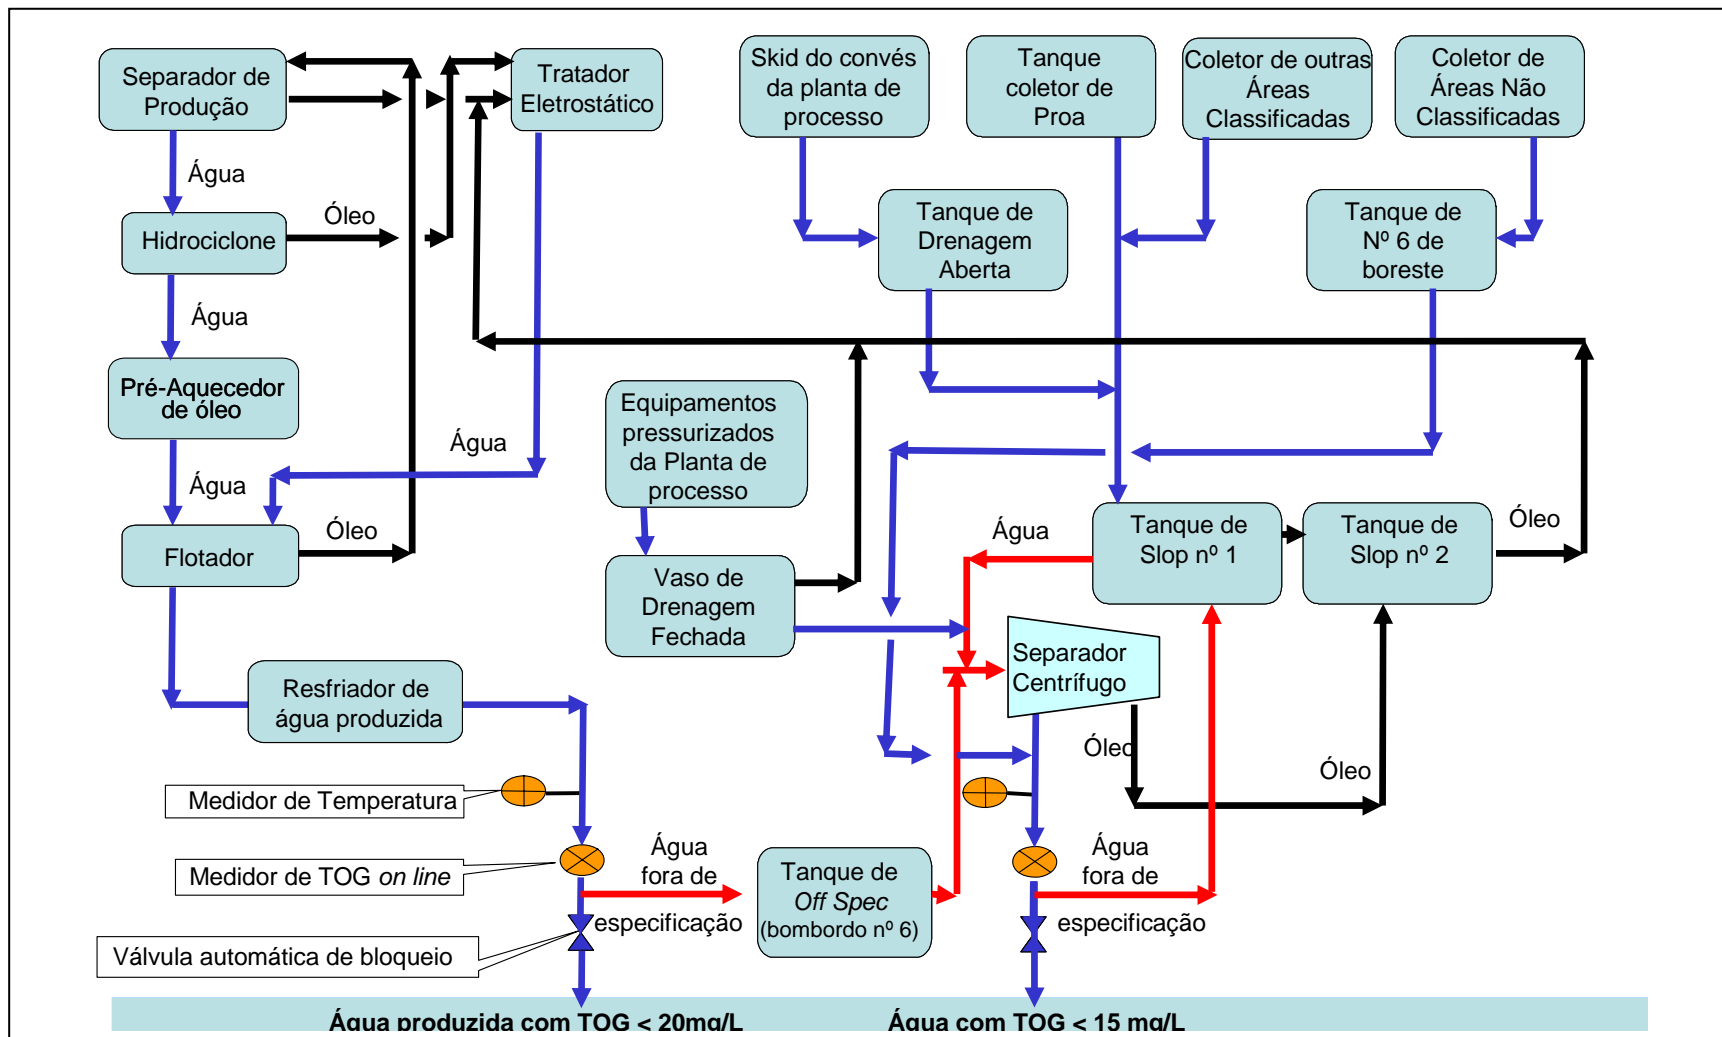 Separador de
Produção
Tratador
Eletrostático
Skid do convés
da planta de
processo
Tanque
coletor de
Proa
Coletor de outras
Áreas
Classificadas
Coletor de
Áreas Não
Classificadas
Água
Hidrociclone
Óleo
Tanque de
Drenagem
Aberta
Tanque de
Nº 6 de
boreste
Água
Pré-Aquecedor
de óleo
Equipamentos
pressurizados
da Planta de
processo
Água
Água
Flotador
Óleo
Vaso de
Drenagem
Fechada
Água
Tanque de
Slop nº 1
Tanque de
Slop nº 2
Óleo
Separador
Centrífugo
Resfriador de
água produzida
Óleo
Óleo
Medidor de Temperatura
Medidor de TOG on line
Válvula automática de bloqueio
Água
fora de
especificação
Tanque de
Off Spec
(bombordo nº 6)
Água
fora de
especificação
Água produzida com TOG < 20mg/L
Água com TOG < 15 mg/L